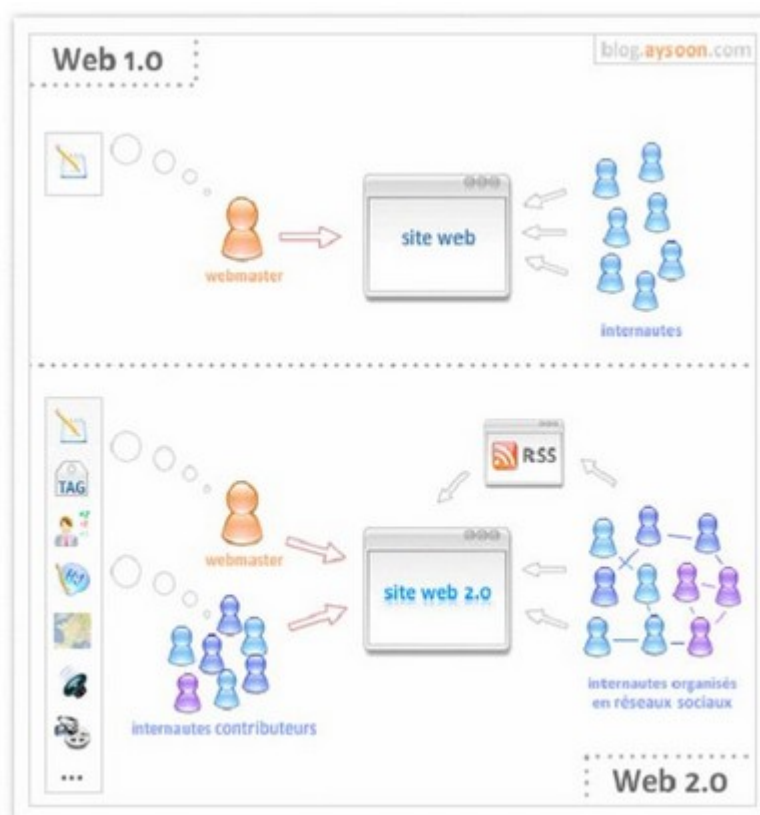 Web 1.0
blog.aysoon.com
site web
webmaster
internautes
RSS
TAG
webmaster
site web 2.0
internautes contributeurs
internautes organisés
en réseaux sociaux
...
Web 2.0